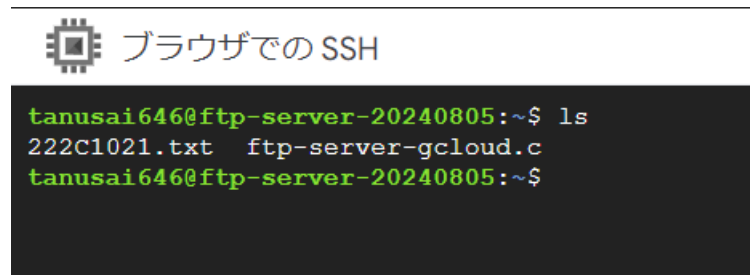 ブラウザでの SSH
tanusai646@ftp-server-20240805:~$ ls
222C1021.txt  ftp-server-gcloud.c
tanusai646@ftp-server-20240805:~$